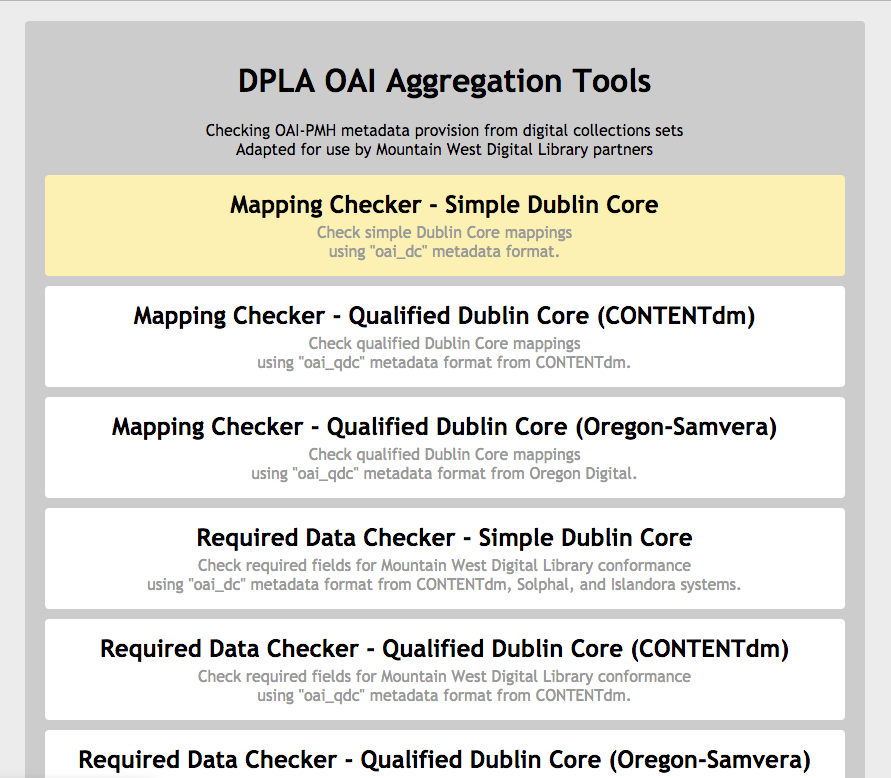 DPLA OAI Aggregation Tools
Checking OAI-PMH metadata provision from digital collections sets
Adapted for use by Mountain West Digital Library partners
Mapping Checker - Simple Dublin Core
Check simple Dublin Core mappings
using "oai_dc" metadata format.
Mapping Checker - Qualified Dublin Core (CONTENTdm)
Check qualified Dublin Core mappings
using "oai_qdc" metadata format from CONTENTdm.
Mapping Checker - Qualified Dublin Core (Oregon-Samvera)
Check qualified Dublin Core mappings
using "oai_qdc" metadata format from Oregon Digital.
Required Data Checker - Simple Dublin Core
Check required fields for Mountain West Digital Library conformance
using "oai_dc" metadata format from CONTENTdm, Solphal, and Islandora systems.
Required Data Checker - Qualified Dublin Core (CONTENTdm)
Check required fields for Mountain West Digital Library conformance
using "oai_qdc" metadata format from CONTENTdm.
Required Data Checker - Qualified Dublin Core (Oregon-Samvera)